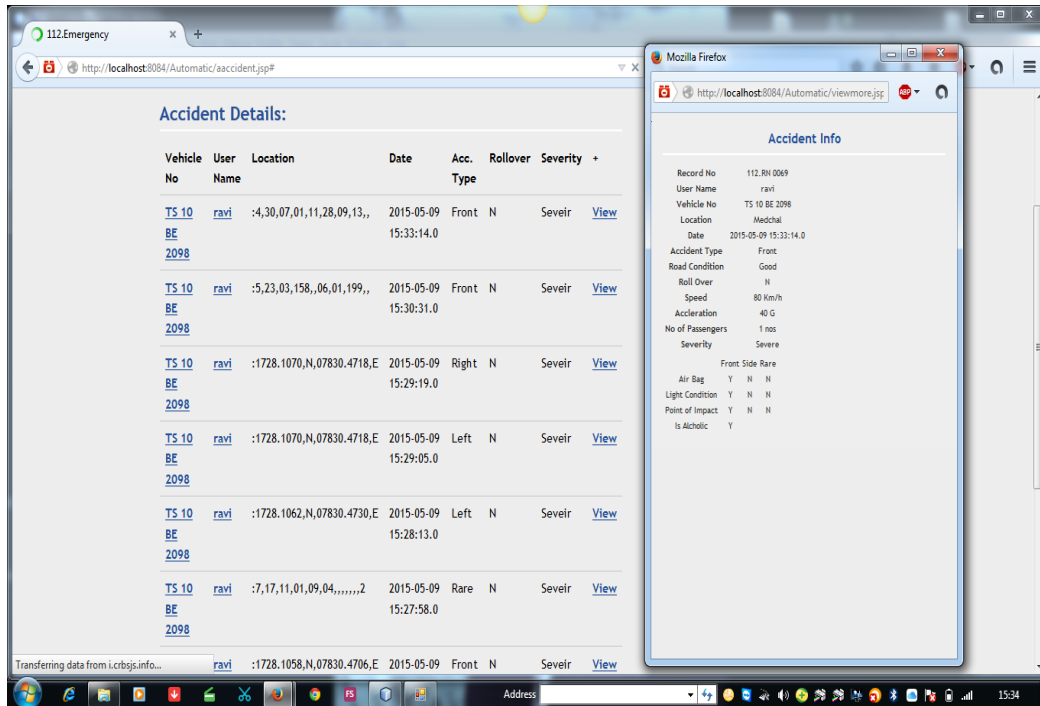 112.Emergency
http://localhost:8084/Automatic/aaccident.jsp#
Accident Details:
Vehicle No User Name Location Date Acc. Type Rollover Severity +
TS 10 BE 2098 ravi :4,30,07,01,11,28,09,13,, 2015-05-09 15:33:14.0 Front N Seveir View
TS 10 BE 2098 ravi :5,23,03,158,,06,01,199,, 2015-05-09 15:30:31.0 Front N Seveir View
TS 10 BE 2098 ravi :1728.1070,N,07830.4718,E 2015-05-09 15:29:19.0 Right N Seveir View
TS 10 BE 2098 ravi :1728.1070,N,07830.4718,E 2015-05-09 15:29:05.0 Left N Seveir View
TS 10 BE 2098 ravi :1728.1062,N,07830.4730,E 2015-05-09 15:28:13.0 Left N Seveir View
TS 10 BE 2098 ravi :7,17,11,01,09,04,,,,,,,2 2015-05-09 15:27:58.0 Rare N Seveir View
ravi :1728.1058,N,07830.4706,E 2015-05-09 Front N Seveir View
Transferring data from i.crbsjs.info...
Mozilla Firefox
http://localhost:8084/Automatic/viewmore.jsp
ABP
Accident Info
Record No 112.RN 0069
User Name ravi
Vehicle No TS 10 BE 2098
Location Medchal
Date 2015-05-09 15:33:14.0
Accident Type Front
Road Condition Good
Roll Over N
Speed 80 Km/h
Accleration 40 G
No of Passengers 1 nos
Severity Severe
Front Side Rare
Air Bag Y N N
Light Condition Y N N
Point of Impact Y N N
Is Alcholic Y
FS
Address
15:34